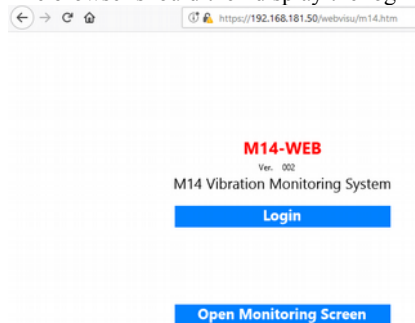 https://192.168.181.50/webvisu/m14.htm
M14-WEB
Ver. 002
M14 Vibration Monitoring System
Login
Open Monitoring Screen